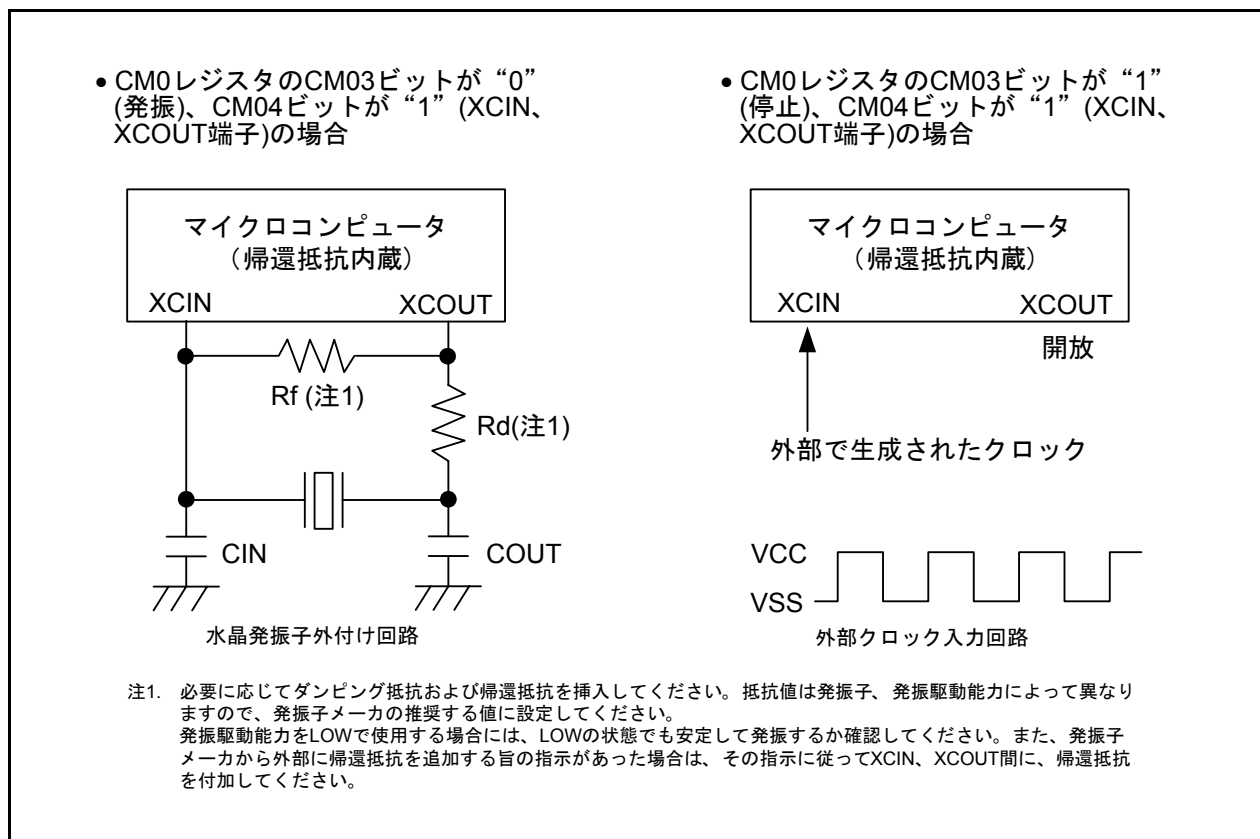 • CM0レジスタのCM03ビットが“0”
(発振)、CM04ビットが“1” (XCIN、
XCOUT端子)の場合
マイクロコンピュータ
(帰還抵抗内蔵)
XCIN
XCOUT
Rf (注1)
Rd(注1)
CIN
COUT
水晶発振子外付け回路
• CM0レジスタのCM03ビットが“1”
(停止)、CM04ビットが“1” (XCIN、
XCOUT端子)の場合
マイクロコンピュータ
(帰還抵抗内蔵)
XCIN
XCOUT
開放
外部で生成されたクロック
VCC
VSS
外部クロック入力回路
注1. 必要に応じてダンピング抵抗および帰還抵抗を挿入してください。抵抗値は発振子、発振駆動能力によって異なり
ますので、発振子メーカの推奨する値に設定してください。
発振駆動能力をLOWで使用する場合には、LOWの状態でも安定して発振するか確認してください。また、発振子
メーカから外部に帰還抵抗を追加する旨の指示があった場合は、その指示に従ってXCIN、XCOUT間に、帰還抵抗
を付加してください。